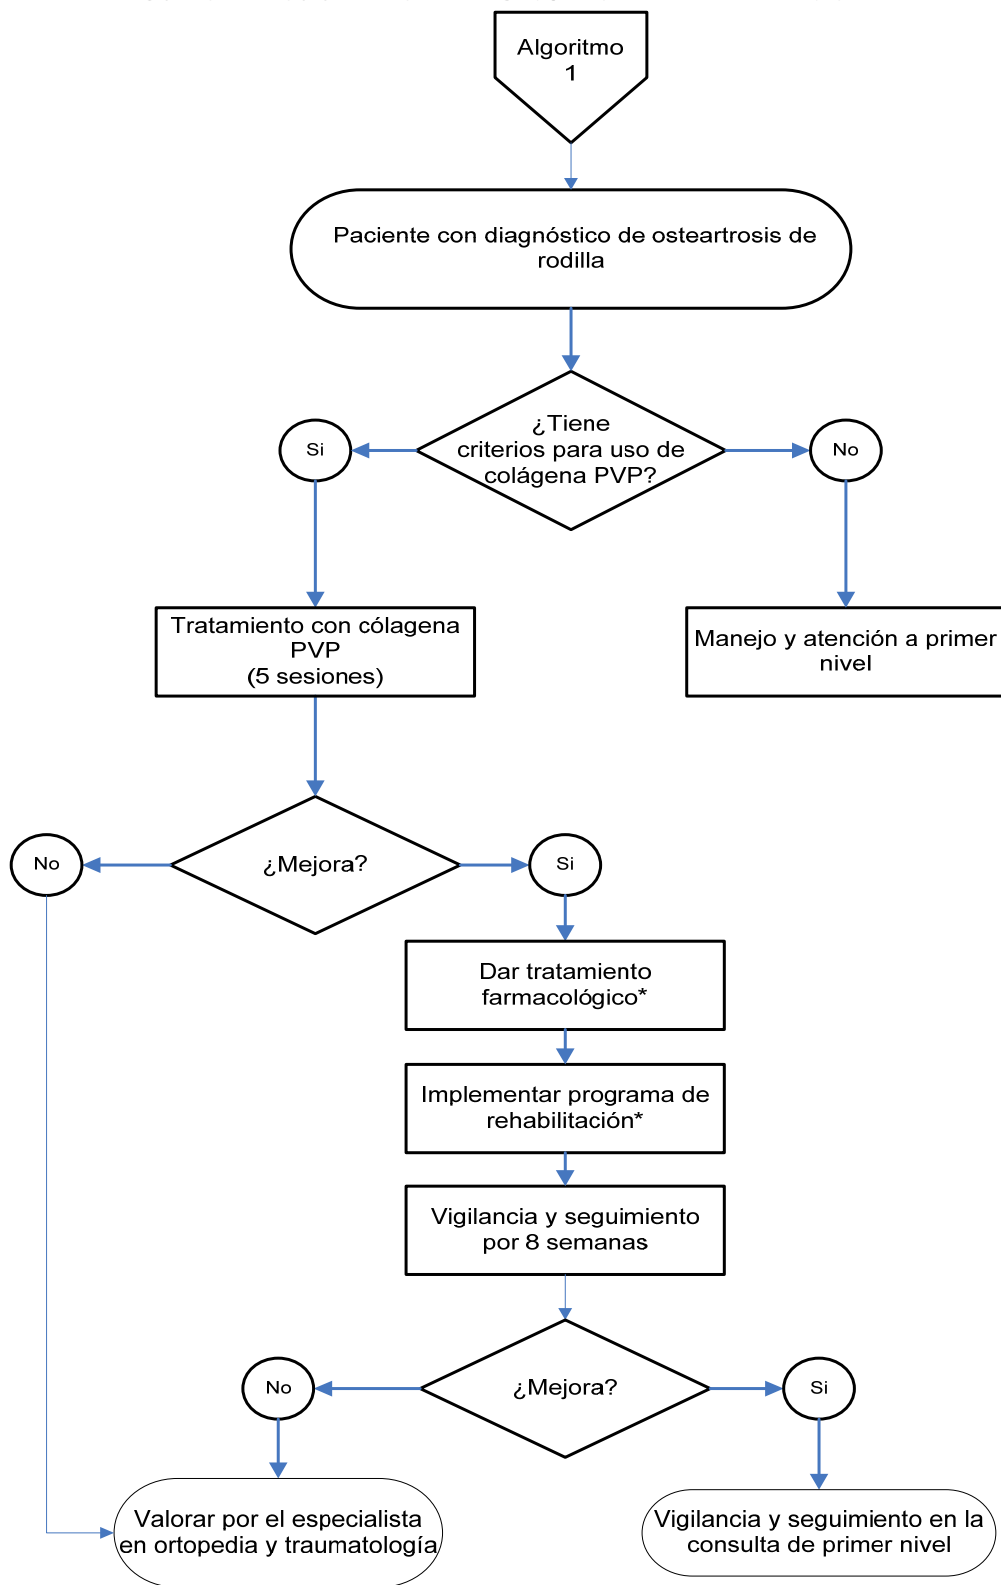 Algoritmo
1
Paciente con diagnóstico de osteartrosis de
rodilla
¿Tiene
criterios para uso de
colágena PVP?
Si
No
Tratamiento con cólagena
PVP
(5 sesiones)
Manejo y atención a primer
nivel
No
¿Mejora?
Si
Dar tratamiento
farmacológico*
Implementar programa de
rehabilitación*
Vigilancia y seguimiento
por 8 semanas
No
¿Mejora?
Si
Valorar por el especialista
en ortopedia y traumatología
Vigilancia y seguimiento en la
consulta de primer nivel